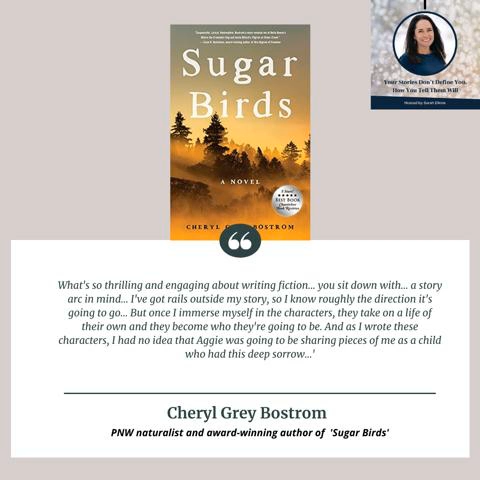 Your Stories Don't Define You,
How You Tell Them Will
Hosted by Sarah Elkins
Sugar
Birds
A NOVEL
BEST BOOK
CHERYL GREY BOSTROM
What's so thrilling and engaging about writing fiction... you sit down with... a story
arc in mind... I've got rails outside my story, so I know roughly the direction it's
going to go... But once I immerse myself in the characters, they take on a life of
their own and they become who they're going to be. And as I wrote these
characters, I had no idea that Aggie was going to be sharing pieces of me as a child
who had this deep sorrow...'
Cheryl Grey Bostrom
PNW naturalist and award-winning author of 'Sugar Birds'